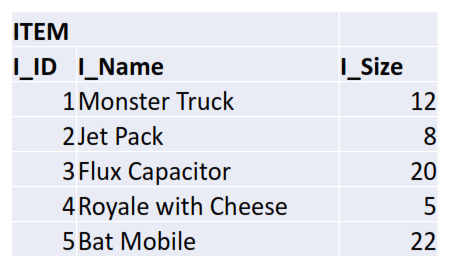 ITEM
I_ID I_Name I_Size
1 Monster Truck 12
2 Jet Pack 8
3 Flux Capacitor 20
4 Royale with Cheese 5
5 Bat Mobile 22